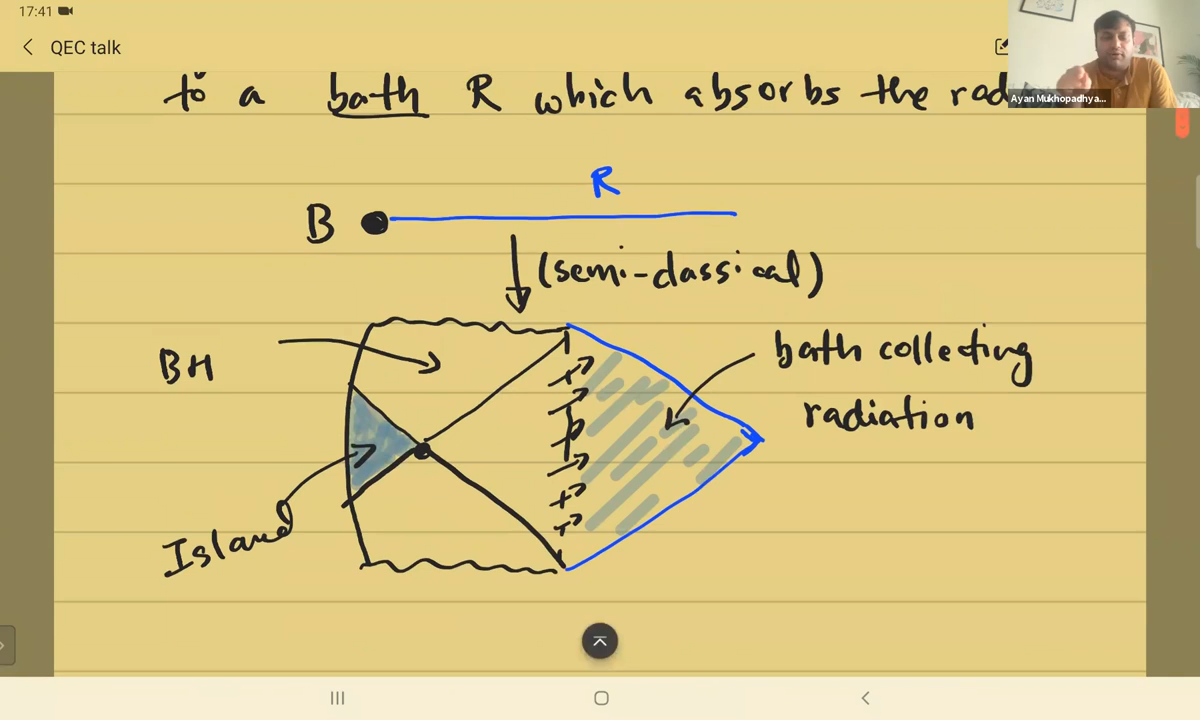 17:41
QEC talk
Ayan Mukhopadhya...
to a bath R which absorbs the rad
R
B
(semi-classical)
BH
bath collecting
radiation
Island